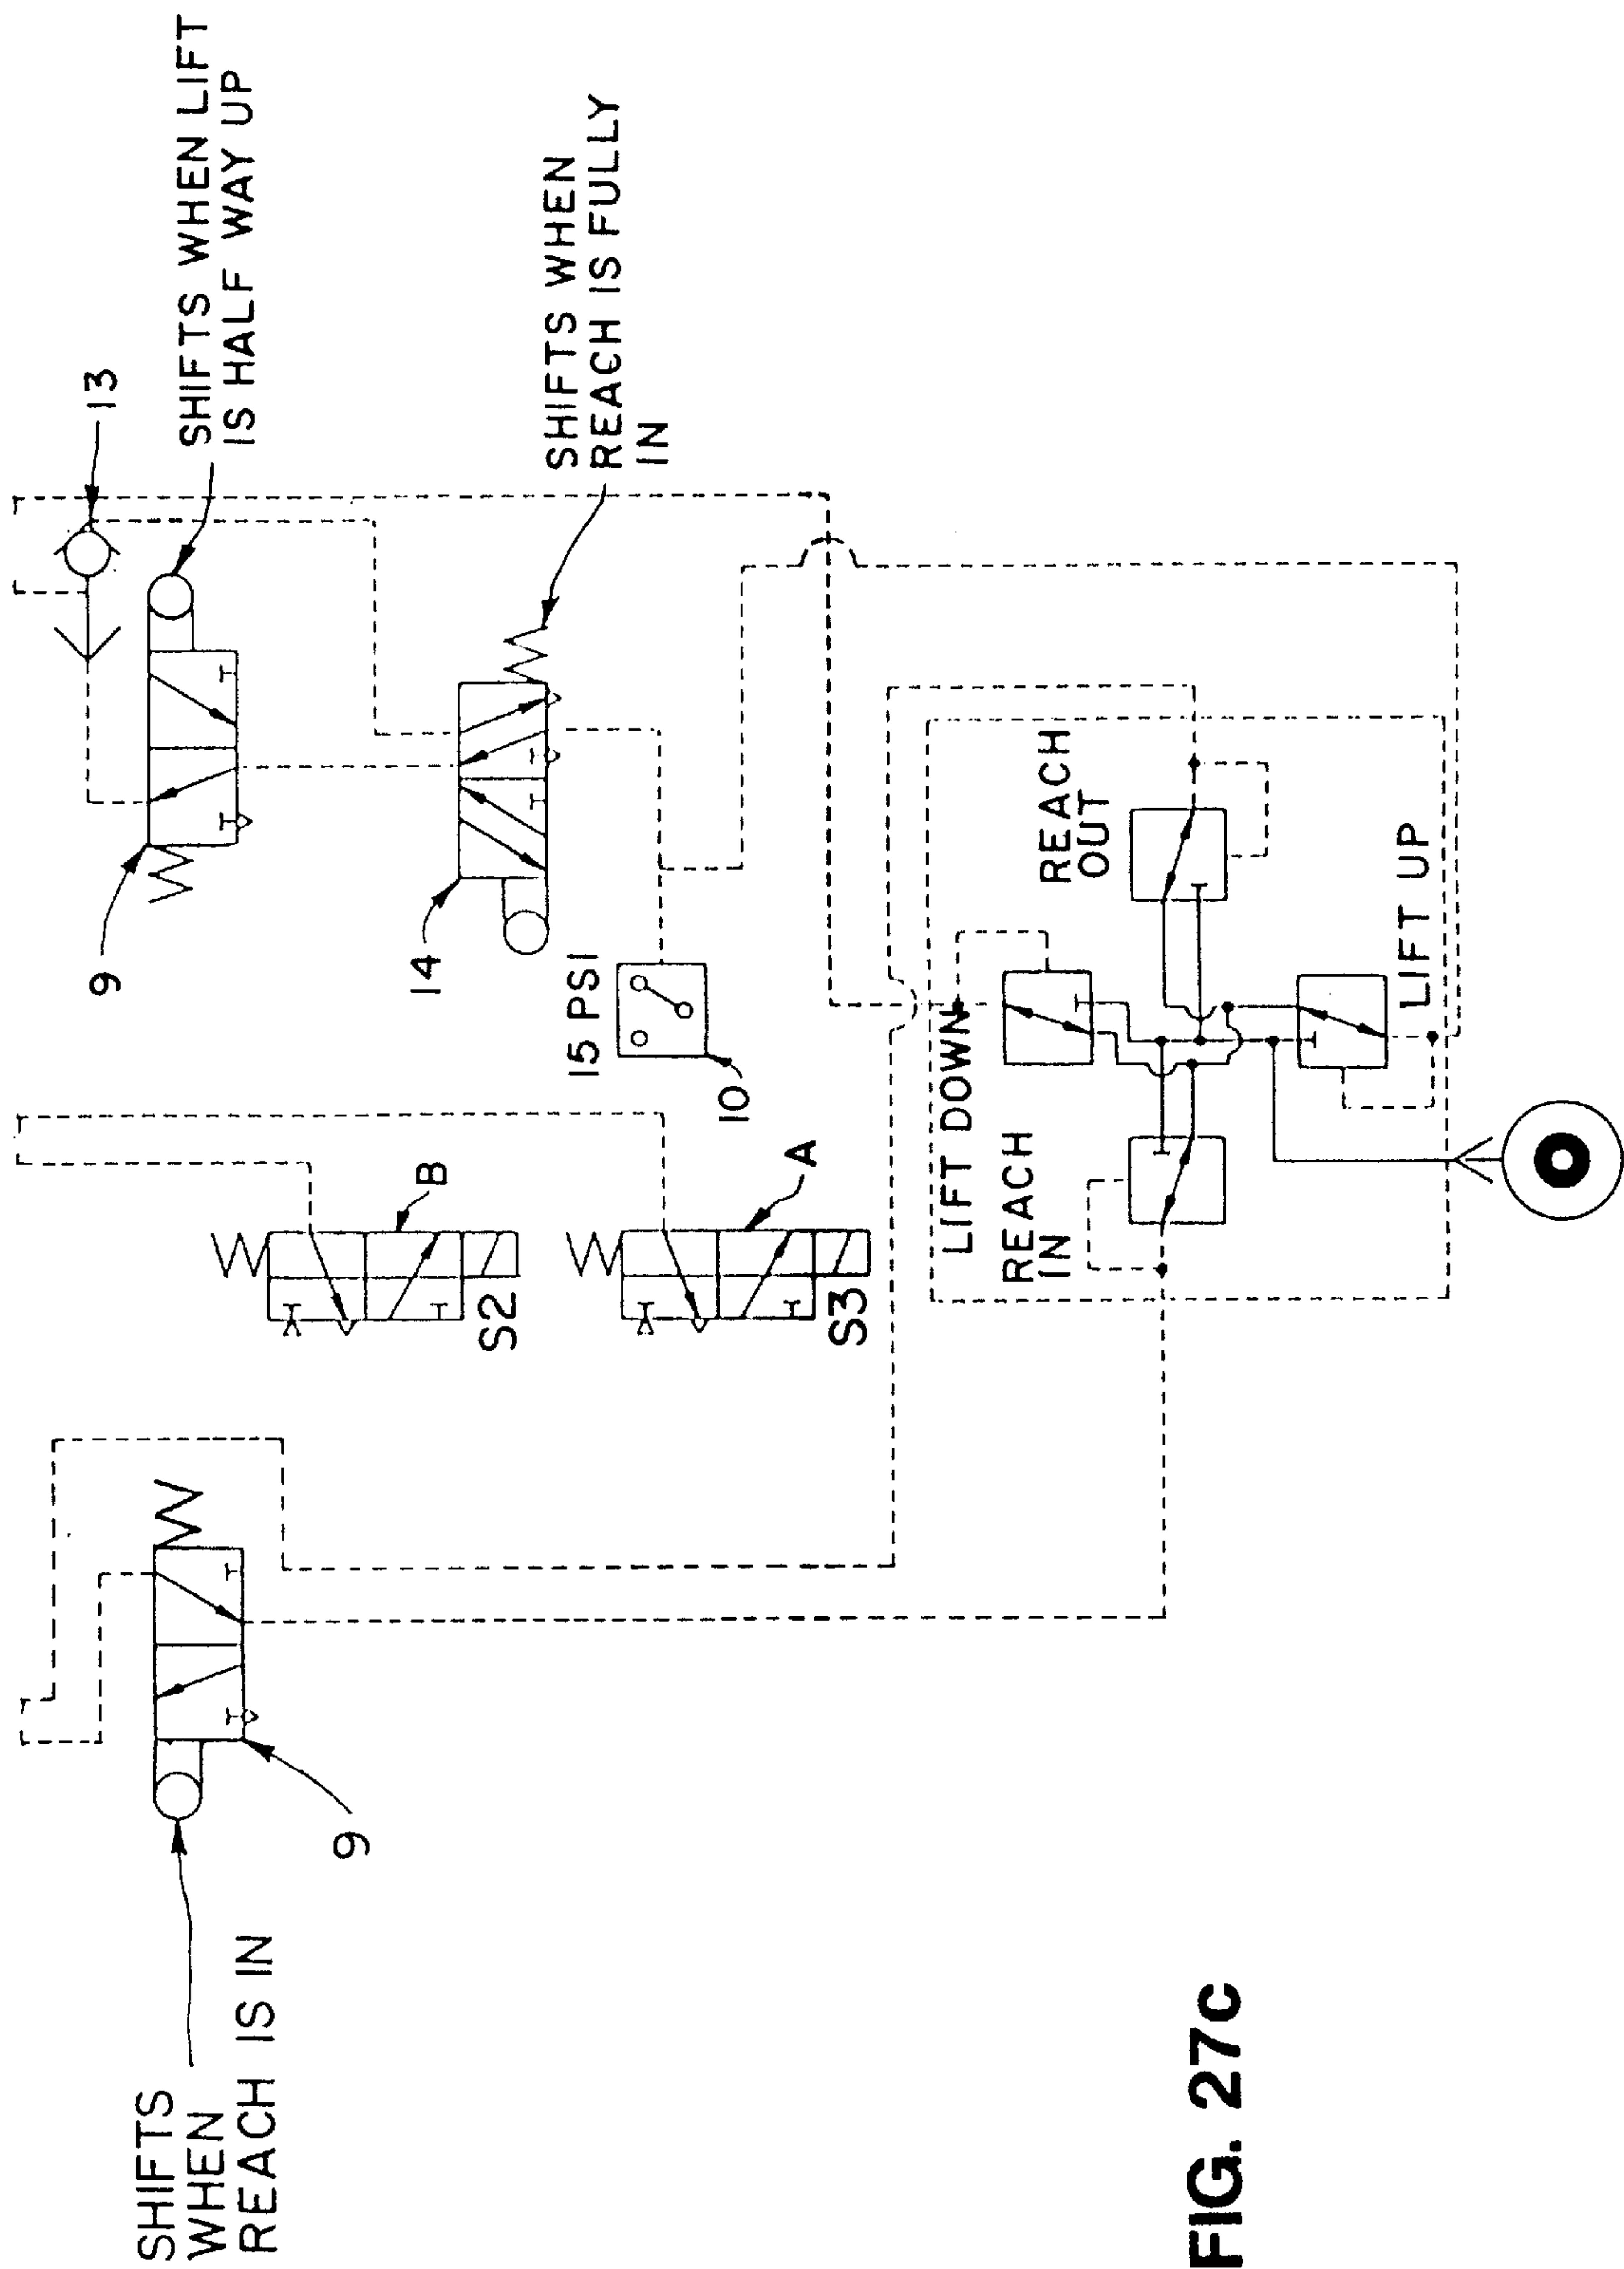 13
SHIFTS WHEN LIFT
IS HALF WAY UP
9
SHIFTS WHEN
REACH IS FULLY
IN
14
15 PSI
10
B
S2
A
S3
SHIFTS
WHEN
REACH IS IN
9
LIFT DOWN
REACH
IN
REACH
OUT
LIFT UP
FIG. 27c